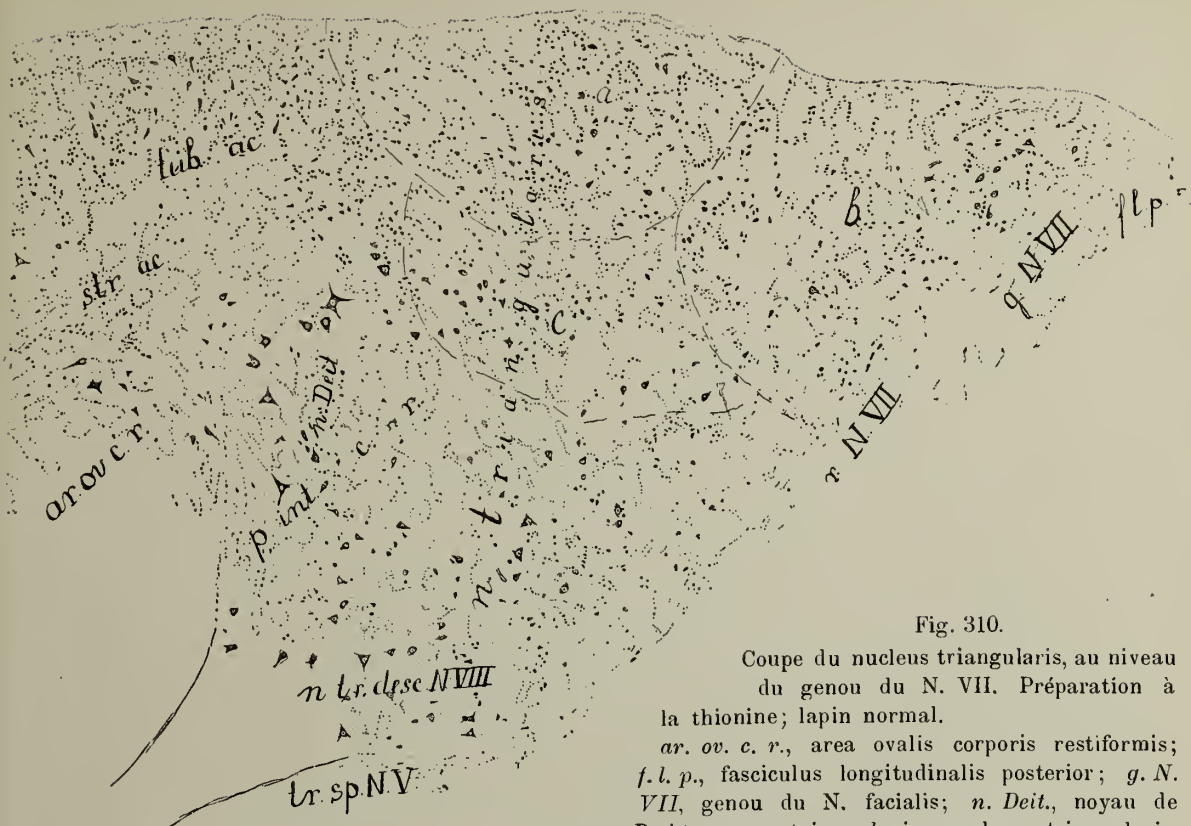 tub ac
a
b
f l p
str ac
g N VII
C
n. Deit
n. triangularis
r N. VII
ar ov c r
p int c r
n tr. desc N VIII
tr. sp. N. V
Fig. 310.
Coupe du nucleus triangularis, au niveau
du genou du N. VII. Préparation à
la thionine; lapin normal.
ar. ov. c. r., area ovalis corporis restiformis;
f. l. p., fasciculus longitudinalis posterior; g. N.
VII, genou du N. facialis; n. Deit., noyau de